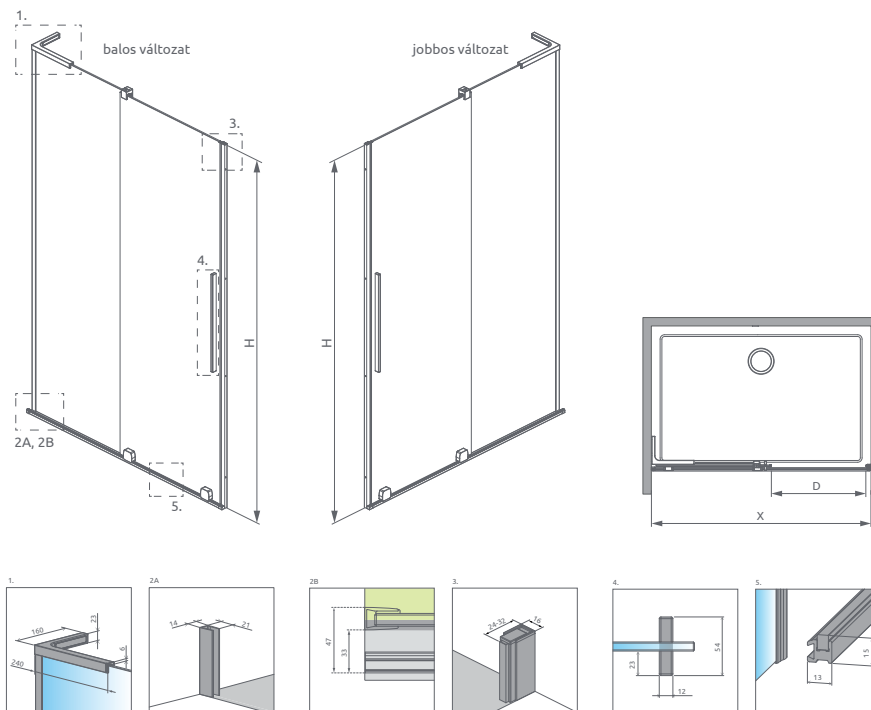 1.
balos változat
jobbos változat
3.
4.
H
H
2A, 2B
5.
D
X
1.
160
23
6
240
2A
14
21
2B
47
33
3.
24-32
16
4.
23
54
12
5.
13
15